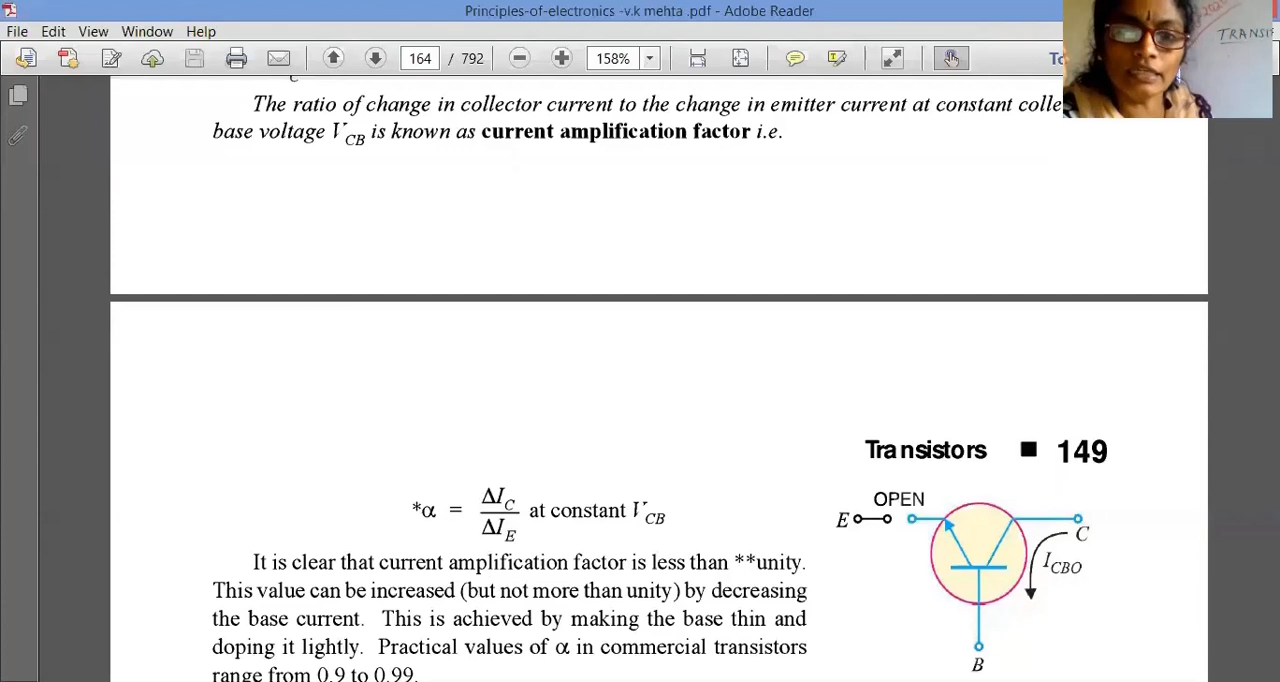 Principles-of-electronics -v.k mehta .pdf - Adobe Reader
File Edit View Window Help
164 / 792
158%
C
The ratio of change in collector current to the change in emitter current at constant colle
base voltage VCB is known as current amplification factor i.e.
Transistors ■ 149
*α = ΔIC / ΔIE at constant VCB
OPEN
E
C
ICBO
B
It is clear that current amplification factor is less than **unity.
This value can be increased (but not more than unity) by decreasing
the base current. This is achieved by making the base thin and
doping it lightly. Practical values of α in commercial transistors
range from 0.9 to 0.99.